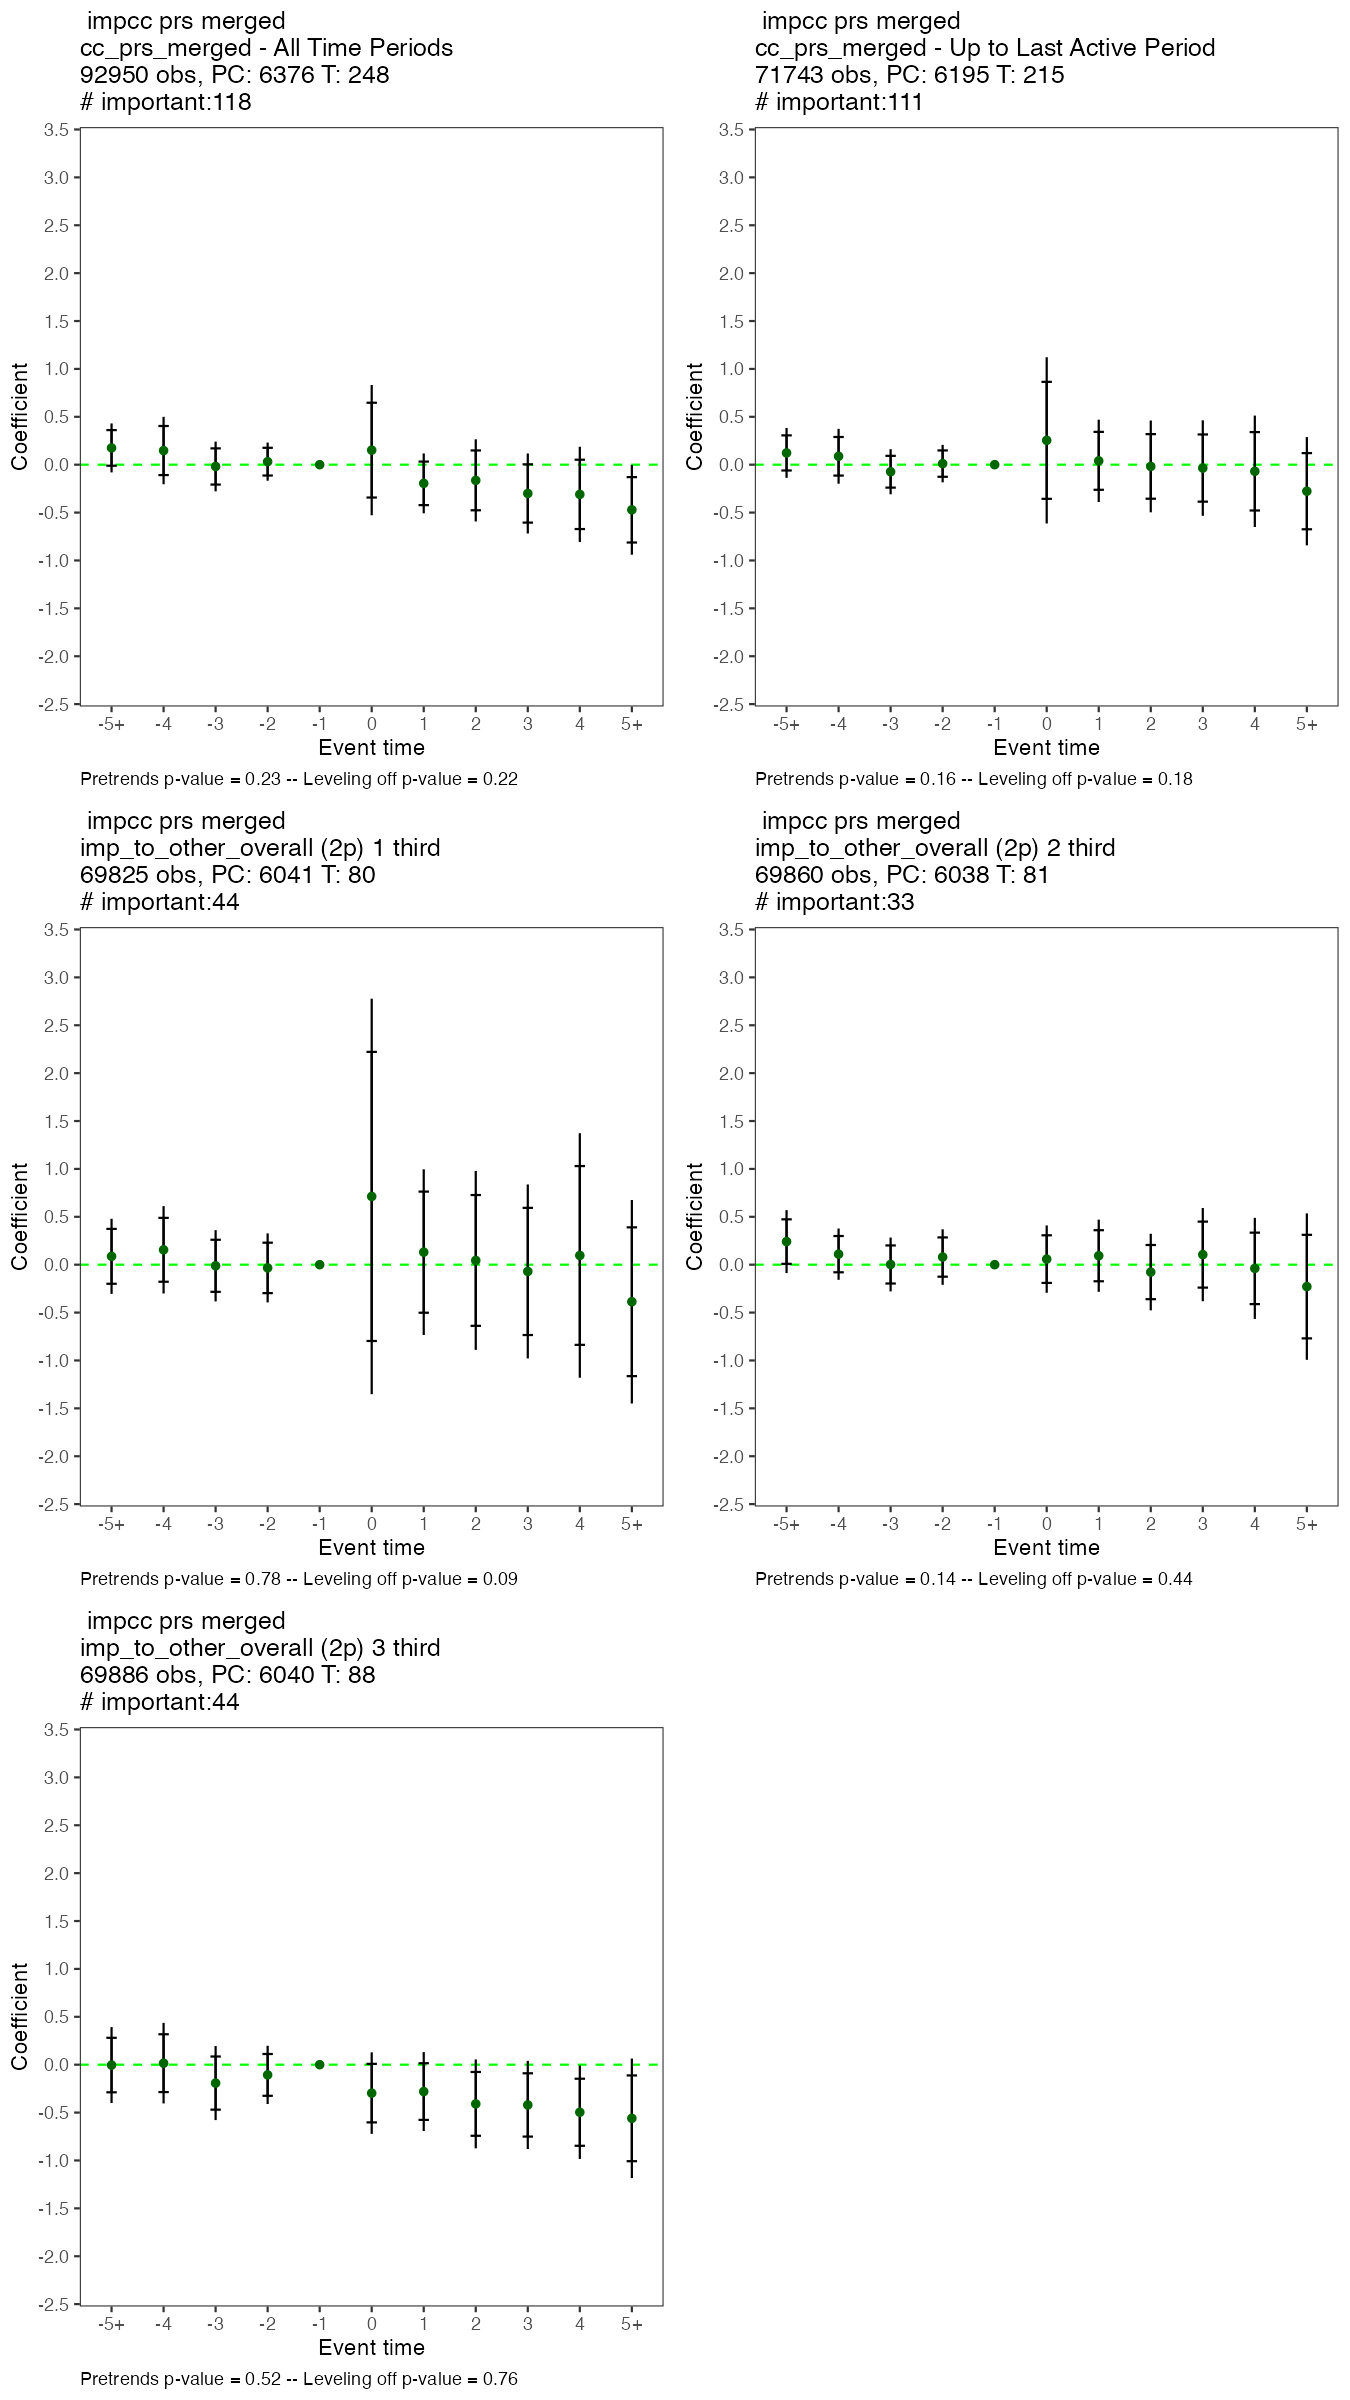 impcc prs merged
cc_prs_merged - All Time Periods
92950 obs, PC: 6376 T: 248
# important:118
3.5
3.0
2.5
2.0
1.5
1.0
0.5
0.0
-0.5
-1.0
-1.5
-2.0
-2.5
Coefficient
-5+ -4 -3 -2 -1 0 1 2 3 4 5+
Event time
Pretrends p-value = 0.23 -- Leveling off p-value = 0.22
impcc prs merged
cc_prs_merged - Up to Last Active Period
71743 obs, PC: 6195 T: 215
# important:111
3.5
3.0
2.5
2.0
1.5
1.0
0.5
0.0
-0.5
-1.0
-1.5
-2.0
-2.5
Coefficient
-5+ -4 -3 -2 -1 0 1 2 3 4 5+
Event time
Pretrends p-value = 0.16 -- Leveling off p-value = 0.18
impcc prs merged
imp_to_other_overall (2p) 1 third
69825 obs, PC: 6041 T: 80
# important:44
3.5
3.0
2.5
2.0
1.5
1.0
0.5
0.0
-0.5
-1.0
-1.5
-2.0
-2.5
Coefficient
-5+ -4 -3 -2 -1 0 1 2 3 4 5+
Event time
Pretrends p-value = 0.78 -- Leveling off p-value = 0.09
impcc prs merged
imp_to_other_overall (2p) 2 third
69860 obs, PC: 6038 T: 81
# important:33
3.5
3.0
2.5
2.0
1.5
1.0
0.5
0.0
-0.5
-1.0
-1.5
-2.0
-2.5
Coefficient
-5+ -4 -3 -2 -1 0 1 2 3 4 5+
Event time
Pretrends p-value = 0.14 -- Leveling off p-value = 0.44
impcc prs merged
imp_to_other_overall (2p) 3 third
69886 obs, PC: 6040 T: 88
# important:44
3.5
3.0
2.5
2.0
1.5
1.0
0.5
0.0
-0.5
-1.0
-1.5
-2.0
-2.5
Coefficient
-5+ -4 -3 -2 -1 0 1 2 3 4 5+
Event time
Pretrends p-value = 0.52 -- Leveling off p-value = 0.76